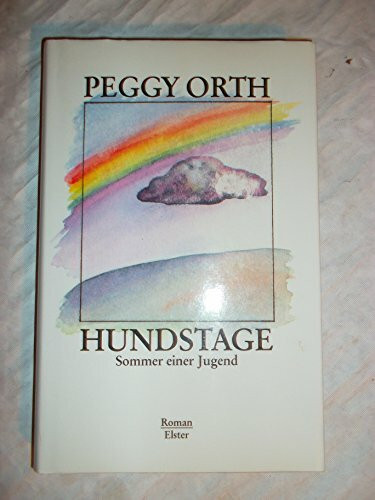 PEGGY ORTH
HUNDSTAGE
Sommer einer Jugend
Roman
Elster